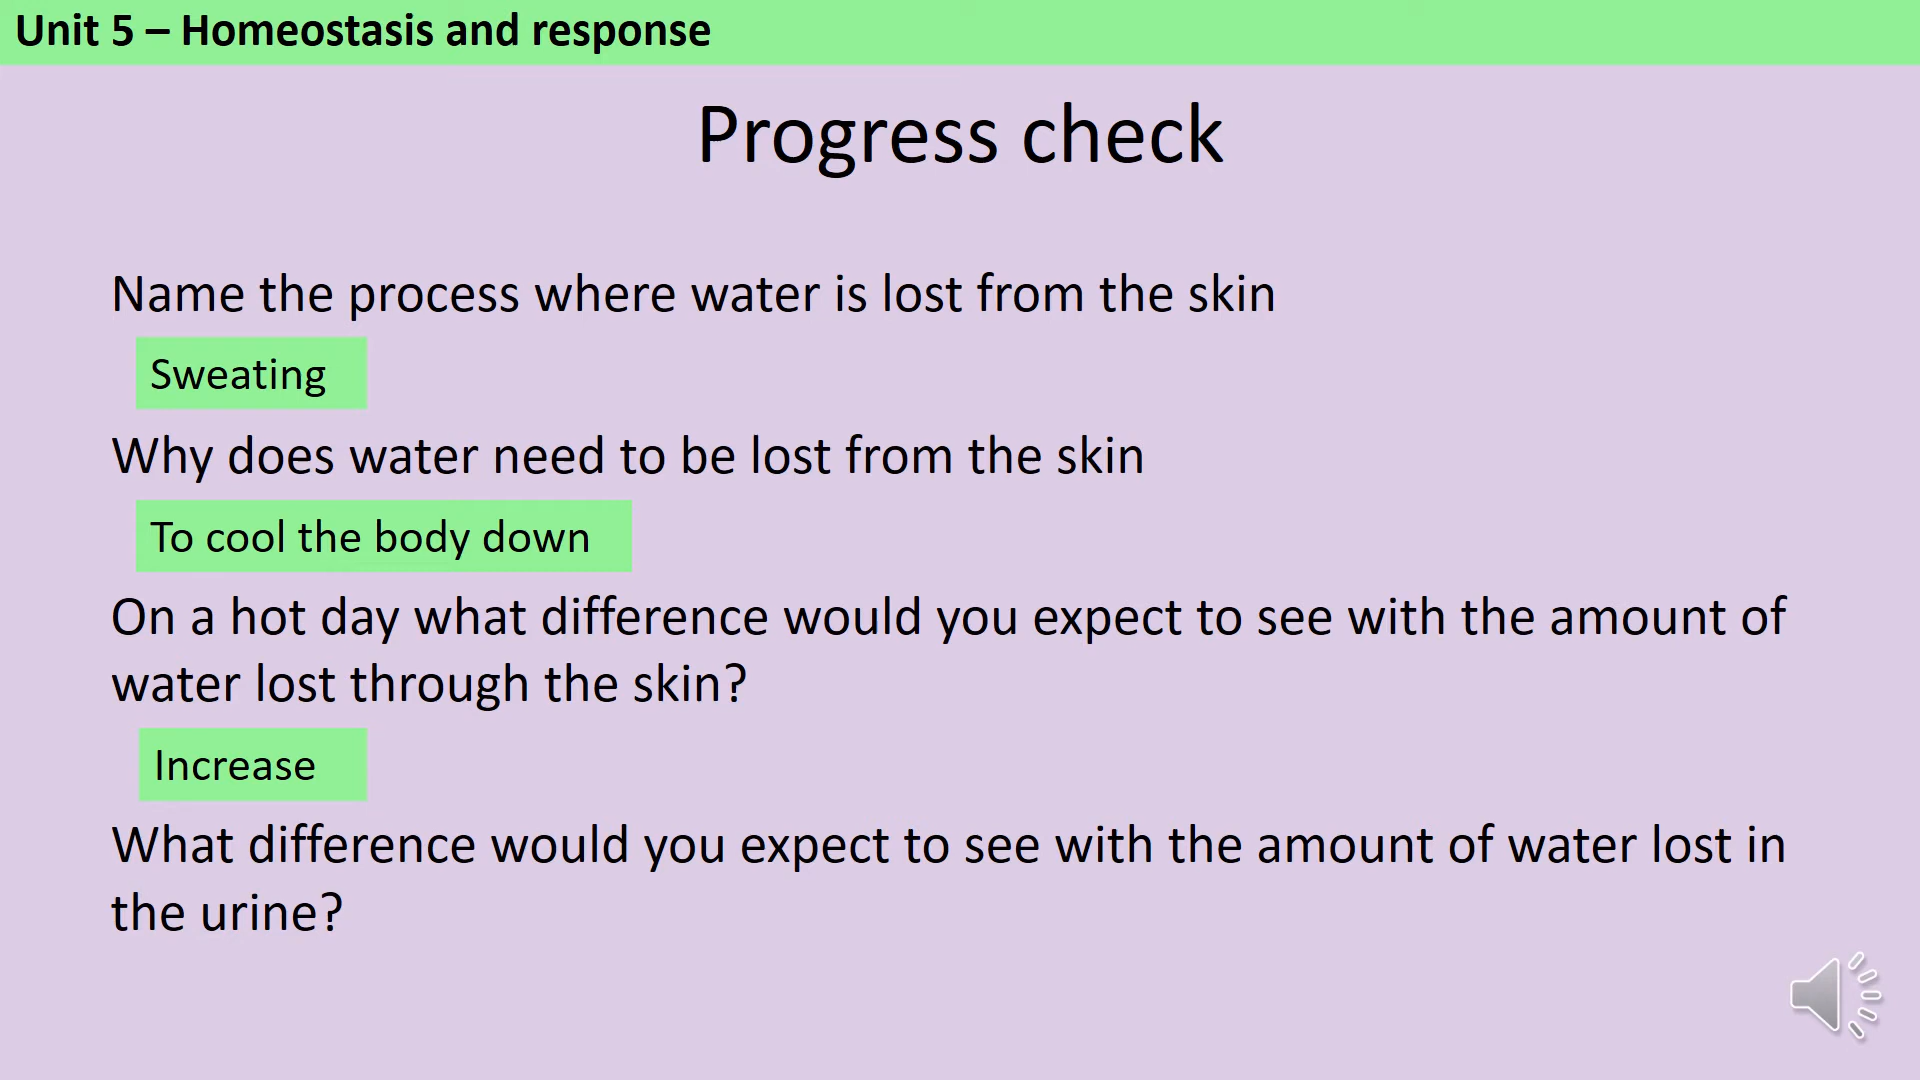 Unit 5 – Homeostasis and response
Progress check
Name the process where water is lost from the skin
Sweating
Why does water need to be lost from the skin
To cool the body down
On a hot day what difference would you expect to see with the amount of
water lost through the skin?
Increase
What difference would you expect to see with the amount of water lost in
the urine?